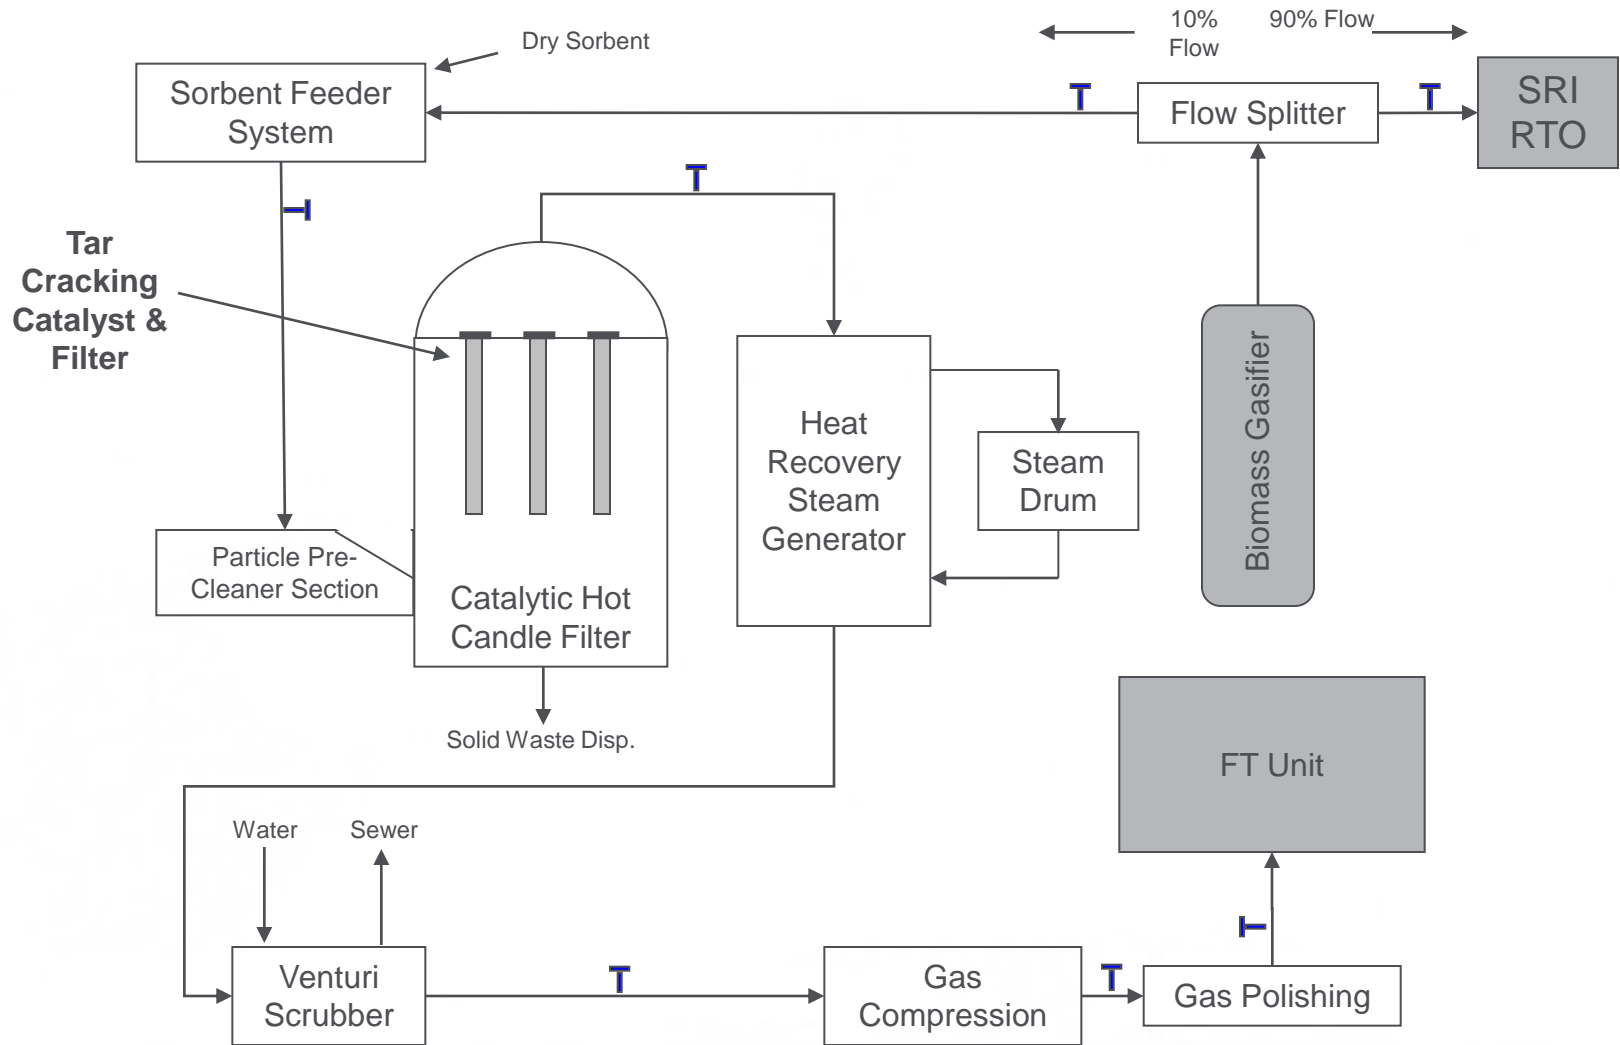 10%
Flow
90% Flow
Dry Sorbent
Sorbent Feeder
System
Flow Splitter
SRI
RTO
Tar
Cracking
Catalyst &
Filter
Biomass Gasifier
Heat
Recovery
Steam
Generator
Steam
Drum
Particle Pre-
Cleaner Section
Catalytic Hot
Candle Filter
Solid Waste Disp.
FT Unit
Water
Sewer
Venturi
Scrubber
Gas
Compression
Gas Polishing